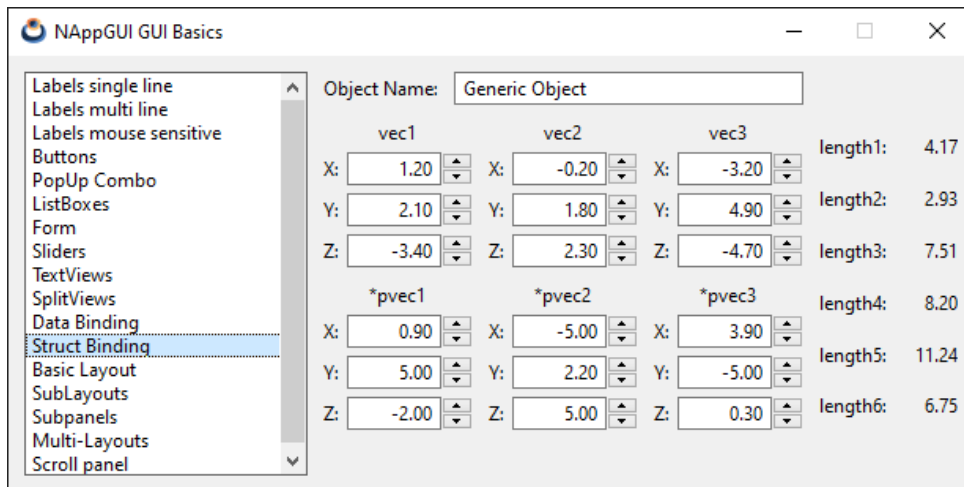 NAppGUI GUI Basics
Labels single line
Labels multi line
Labels mouse sensitive
Buttons
PopUp Combo
ListBoxes
Form
Sliders
TextViews
SplitViews
Data Binding
Struct Binding
Basic Layout
SubLayouts
Subpanels
Multi-Layouts
Scroll panel
Object Name: Generic Object
vec1 vec2 vec3
X: 1.20 X: -0.20 X: -3.20
Y: 2.10 Y: 1.80 Y: 4.90
Z: -3.40 Z: 2.30 Z: -4.70
*pvec1 *pvec2 *pvec3
X: 0.90 X: -5.00 X: 3.90
Y: 5.00 Y: 2.20 Y: -5.00
Z: -2.00 Z: 5.00 Z: 0.30
length1: 4.17
length2: 2.93
length3: 7.51
length4: 8.20
length5: 11.24
length6: 6.75